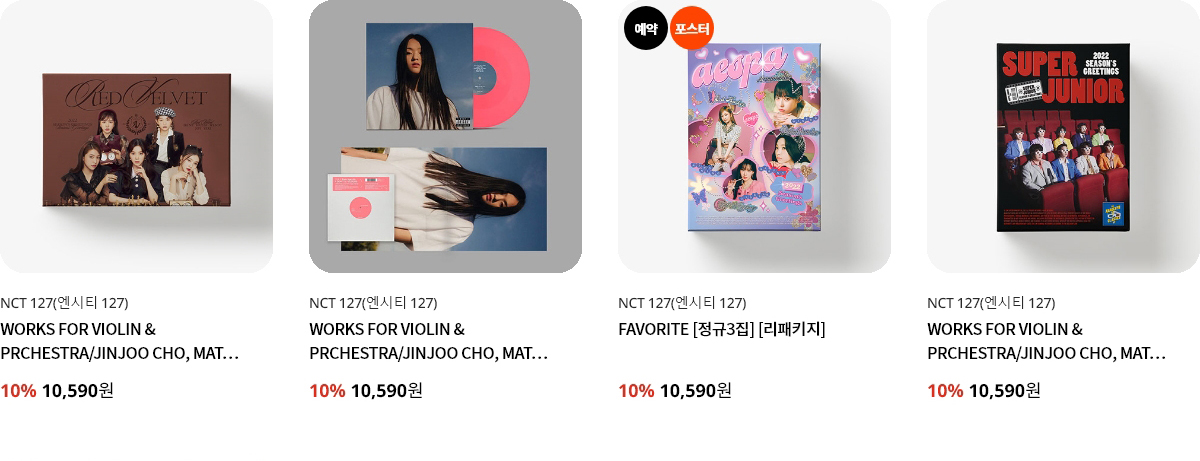 RED VELVET
예약
포스터
aespa
SUPER
JUNIOR
2022
SEASON'S
GREETINGS
NCT 127(엔시티 127)
WORKS FOR VIOLIN &
PRCHESTRA/JINJOO CHO, MAT...
10% 10,590원
NCT 127(엔시티 127)
WORKS FOR VIOLIN &
PRCHESTRA/JINJOO CHO, MAT...
10% 10,590원
NCT 127(엔시티 127)
FAVORITE [정규3집] [리패키지]
10% 10,590원
NCT 127(엔시티 127)
WORKS FOR VIOLIN &
PRCHESTRA/JINJOO CHO, MAT...
10% 10,590원